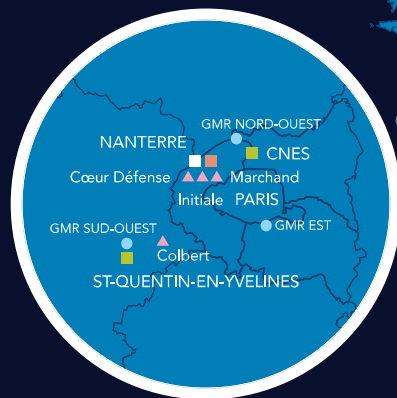 GMR NORD-OUEST
NANTERRE
CNES
Cœur Défense
Marchand
Initiale
PARIS
GMR SUD-OUEST
GMR EST
Colbert
ST-QUENTIN-EN-YVELINES